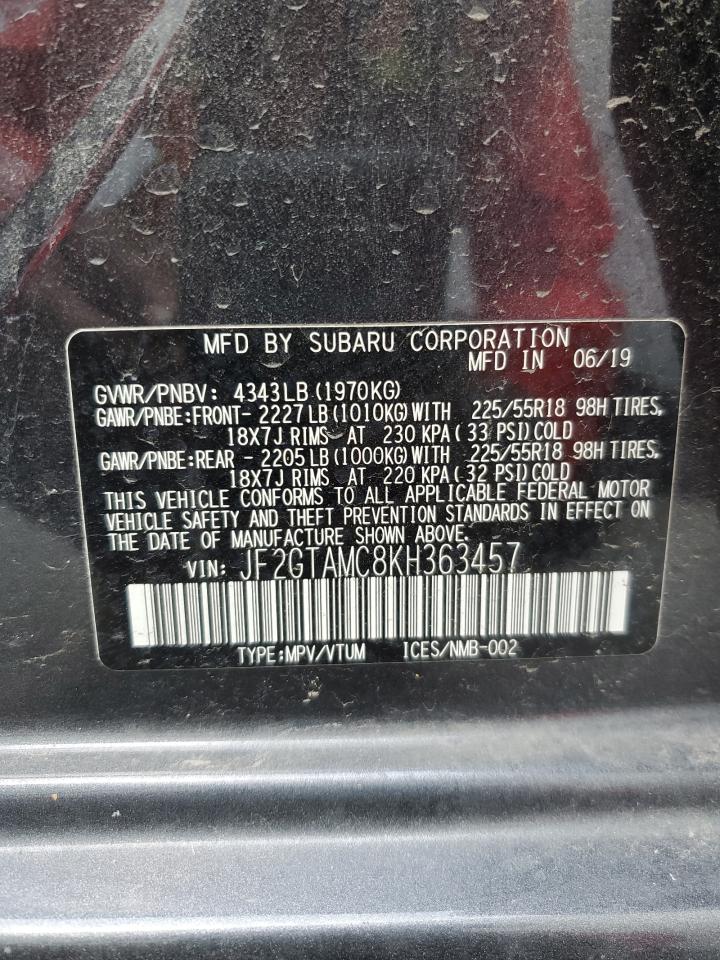 MFD BY SUBARU CORPORATION
MFD IN 06/19
GVWR/PNBV: 4343LB (1970KG)
GAWR/PNBE:FRONT- 2227LB (1010KG) WITH 225/55R18 98H TIRES,
18X7J RIMS AT 230 KPA ( 33 PSI) COLD
GAWR/PNBE:REAR - 2205LB (1000KG) WITH 225/55R18 98H TIRES,
18X7J RIMS AT 220 KPA ( 32 PSI) COLD
THIS VEHICLE CONFORMS TO ALL APPLICABLE FEDERAL MOTOR
VEHICLE SAFETY AND THEFT PREVENTION STANDARDS IN EFFECT ON
THE DATE OF MANUFACTURE SHOWN ABOVE.
VIN: JF2GTAMC8KH363457
TYPE:MPV/VTUM ICES/NMB-002